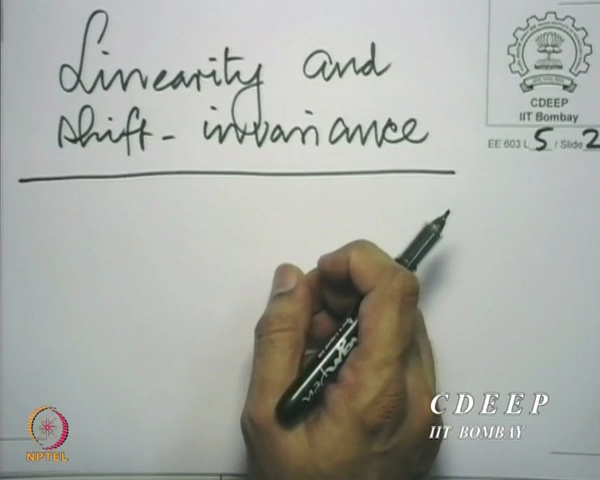 Linearity and
shift-invariance
CDEEP
IIT Bombay
EE 603 L 5 / Slide 2
CDEEP
IIT BOMBAY
NPTEL